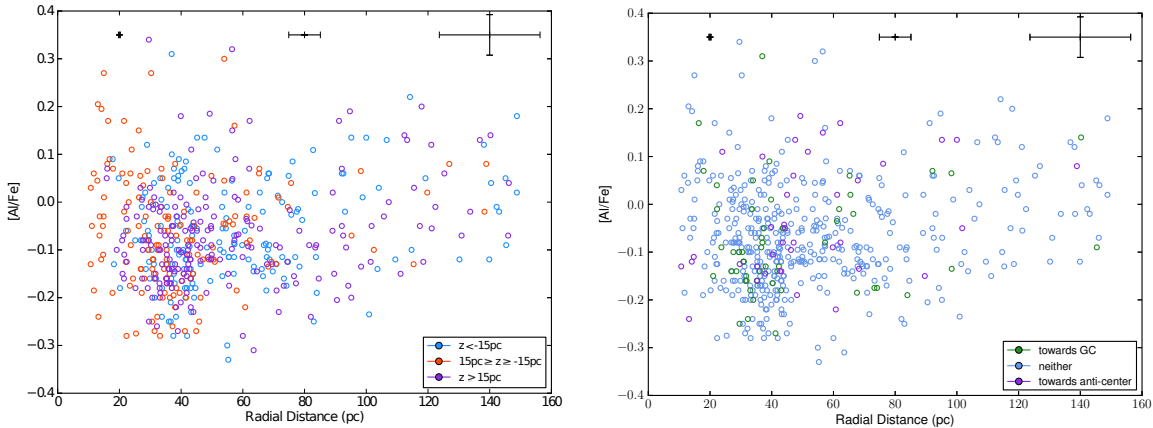 0.4
0.3
0.2
0.1
0.0
−0.1
−0.2
−0.3
−0.4
[Al/Fe]
0 20 40 60 80 100 120 140 160
Radial Distance (pc)
z < -15pc
15pc ≥ z ≥ -15pc
z > 15pc
0.4
0.3
0.2
0.1
0.0
−0.1
−0.2
−0.3
−0.4
[Al/Fe]
0 20 40 60 80 100 120 140 160
Radial Distance (pc)
towards GC
neither
towards anti-center